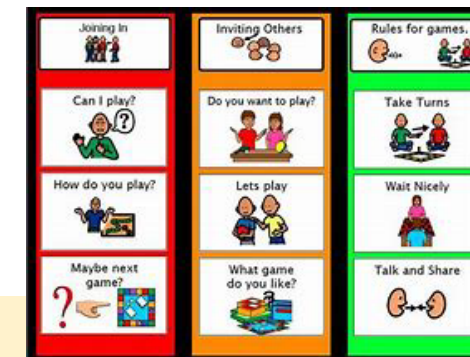 Joining In
Can I play?
How do you play?
Maybe next
game?
Inviting Others
Do you want to play?
Lets play
What game
do you like?
Rules for games.
Take Turns
Wait Nicely
Talk and Share